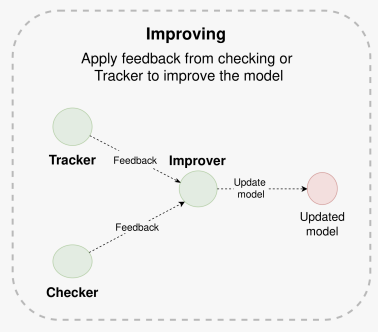 Improving
Apply feedback from checking or
Tracker to improve the model
Tracker
Feedback
Improver
Update
model
Updated
model
Feedback
Checker